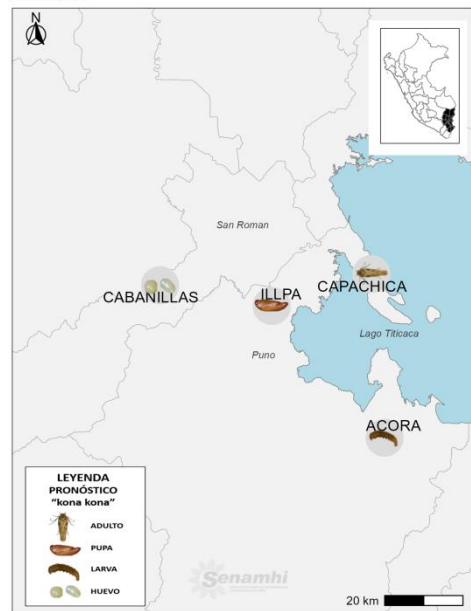 N
San Roman
CABANILLAS
ILLPA
CAPACHICA
Lago Titicaca
Puno
ACORA
LEYENDA
PRONÓSTICO
"kona kona"
ADULTO
PUPA
LARVA
HUEVO
Senamhi
20 km